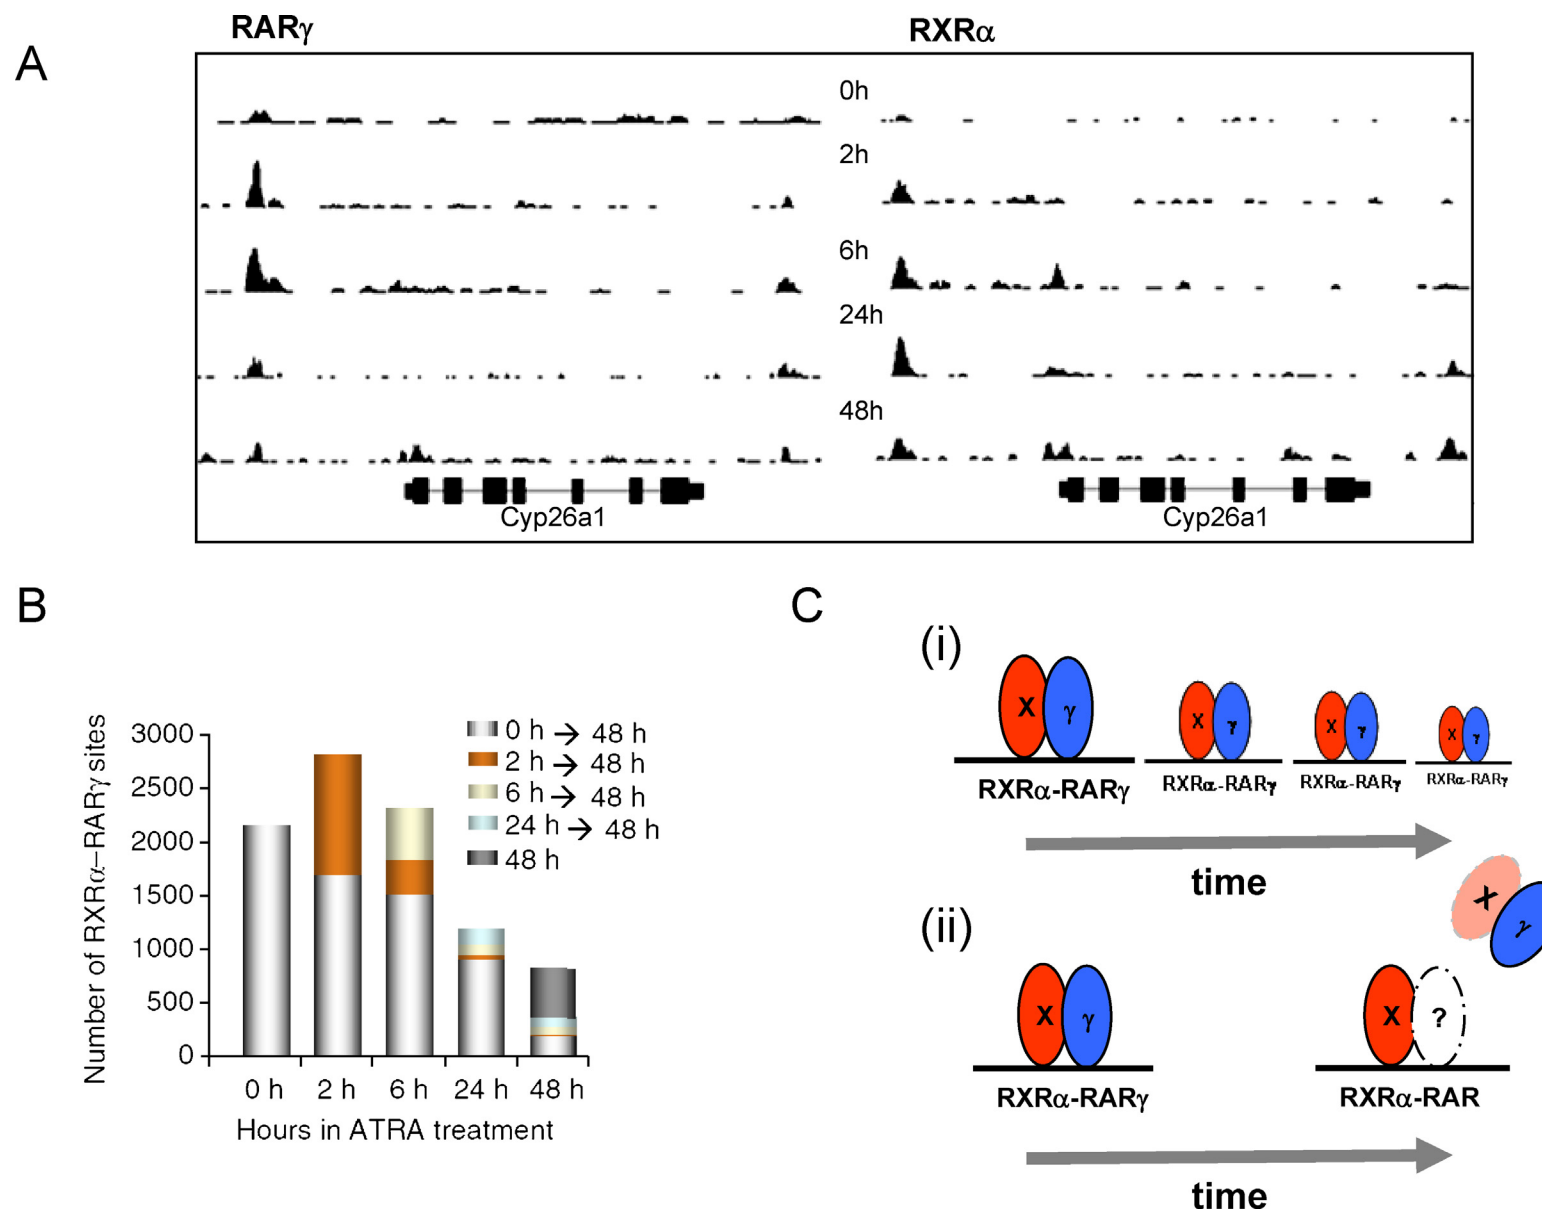 RARγ
RXRα
A
0h
2h
6h
24h
48h
Cyp26a1
Cyp26a1
B
Number of RXRα–RARγ sites
3000
2500
2000
1500
1000
500
0
0 h → 48 h
2 h → 48 h
6 h → 48 h
24 h → 48 h
48 h
0 h
2 h
6 h
24 h
48 h
Hours in ATRA treatment
C
(i)
X γ
X γ
X γ
X γ
RXRα-RARγ
RXRα-RARγ
RXRα-RARγ
RXRα-RARγ
time
(ii)
X γ
X γ
X ?
RXRα-RARγ
RXRα-RAR
time